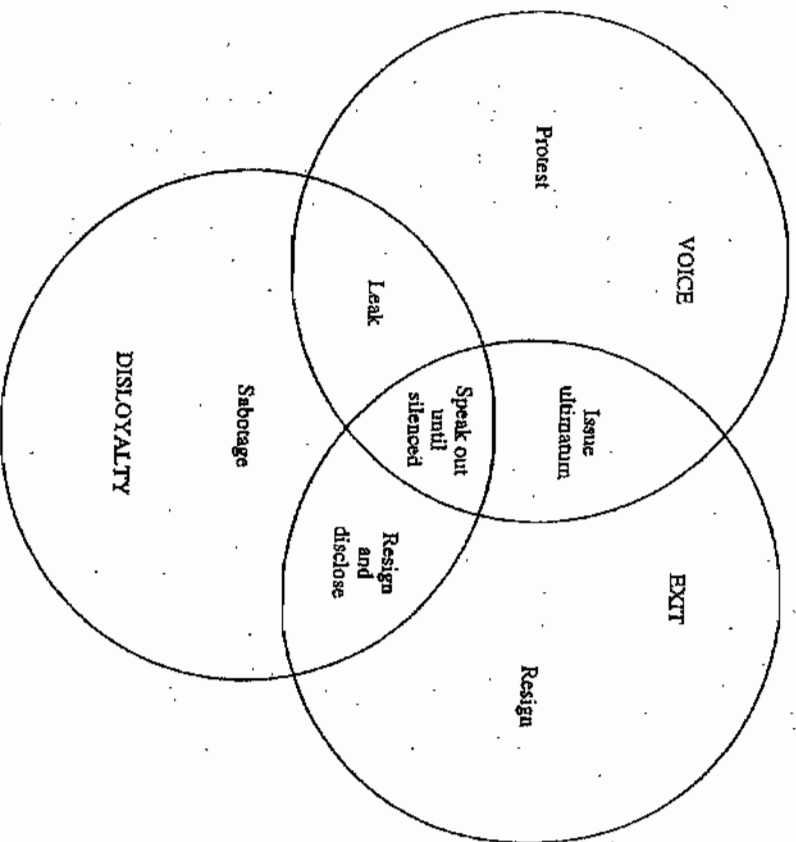 VOICE
EXIT
Protest
Issue
ultimatum
Resign
Speak out
until
silenced
Leak
Resign
and
disclose
Sabotage
DISLOYALTY